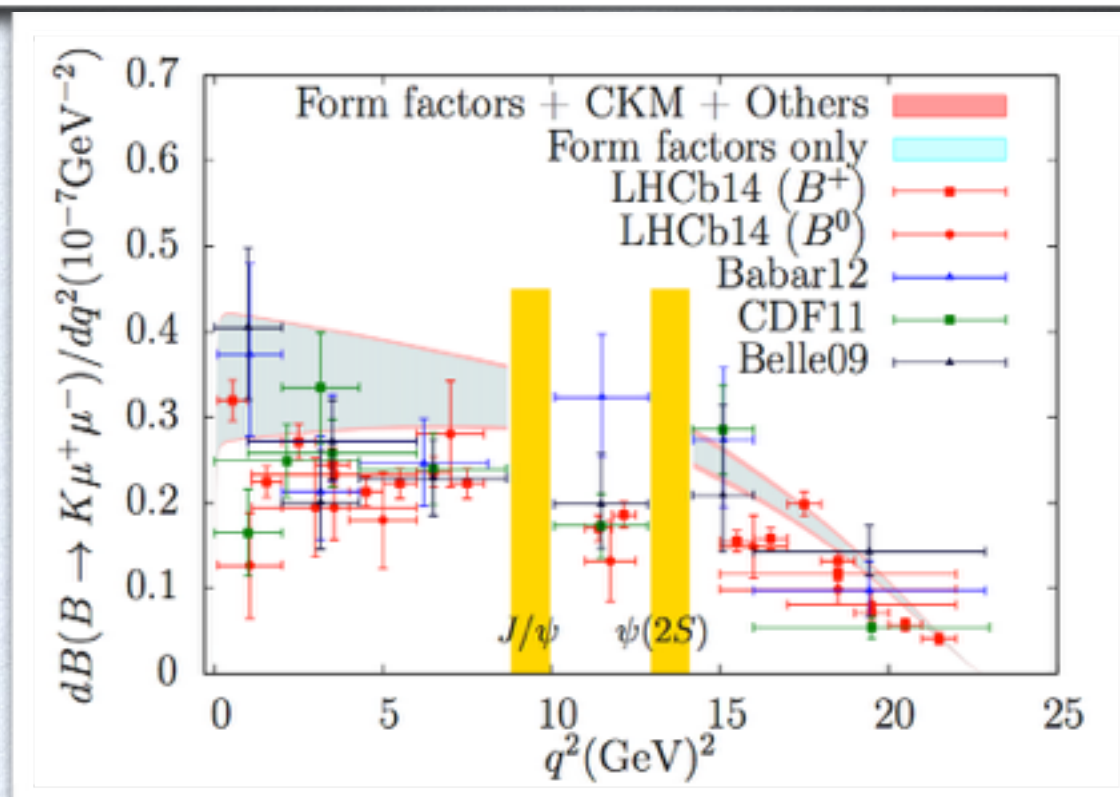 dB(B → Kμ⁺μ⁻)/dq²(10⁻⁷GeV⁻²)
0.7
0.6
0.5
0.4
0.3
0.2
0.1
0
Form factors + CKM + Others
Form factors only
LHCb14 (B⁺)
LHCb14 (B⁰)
Babar12
CDF11
Belle09
J/ψ
ψ(2S)
0 5 10 15 20 25
q²(GeV)²